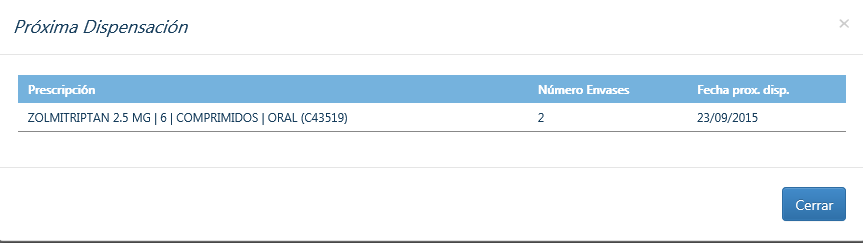 Próxima Dispensación
×
Prescripción Número Envases Fecha prox. disp.
ZOLMITRIPTAN 2.5 MG | 6 | COMPRIMIDOS | ORAL (C43519) 2 23/09/2015
Cerrar